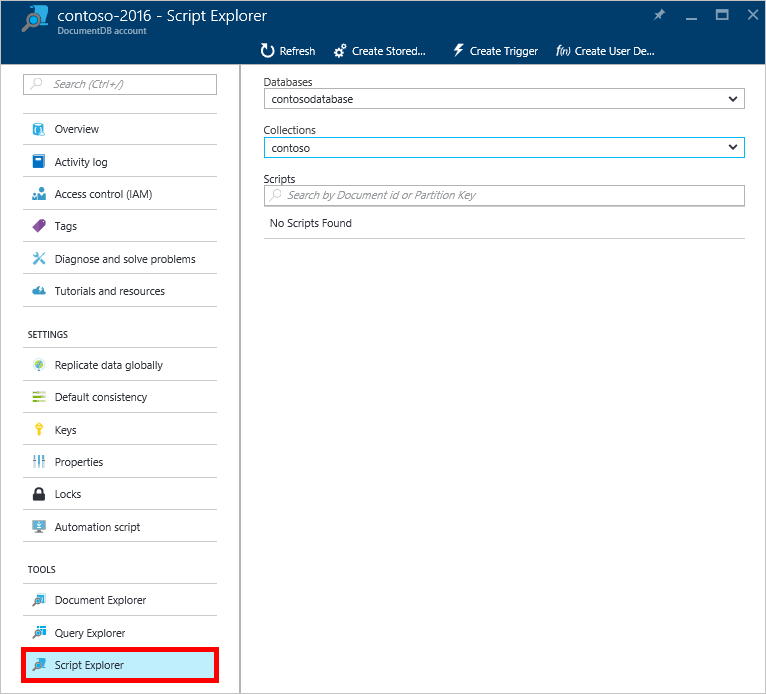 contoso-2016 - Script Explorer
DocumentDB account
Refresh
Create Stored...
Create Trigger
f(n) Create User De...
Search (Ctrl+/)
Overview
Activity log
Access control (IAM)
Tags
Diagnose and solve problems
Tutorials and resources
SETTINGS
Replicate data globally
Default consistency
Keys
Properties
Locks
Automation script
TOOLS
Document Explorer
Query Explorer
Script Explorer
Databases
contosodatabase
Collections
contoso
Scripts
Search by Document id or Partition Key
No Scripts Found